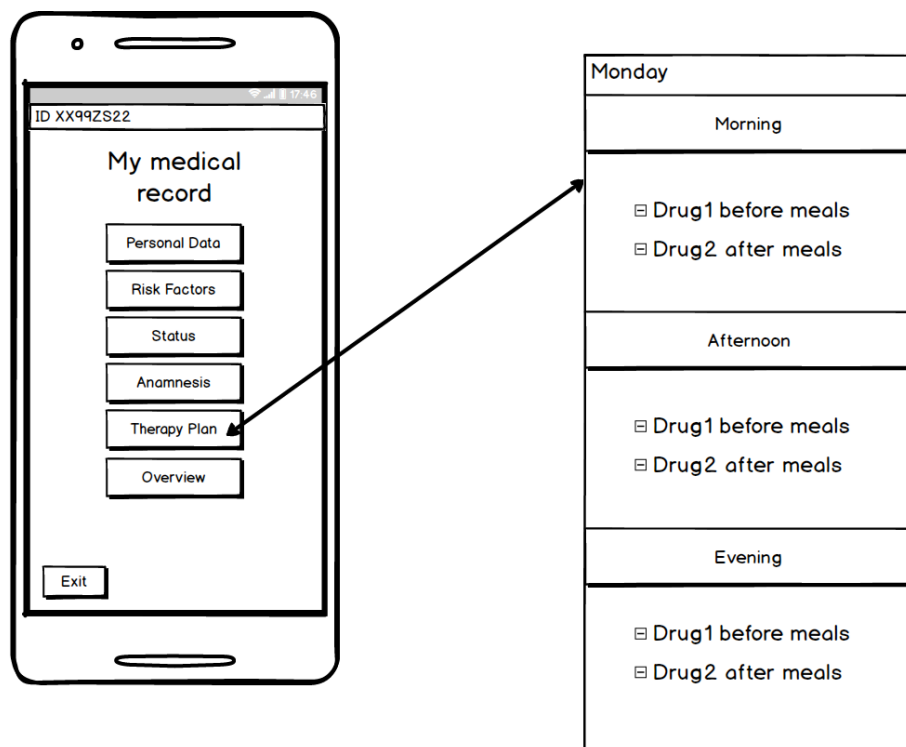 17:46
ID XX99ZS22
My medical
record
Personal Data
Risk Factors
Status
Anamnesis
Therapy Plan
Overview
Exit
Monday
Morning
Drug1 before meals
Drug2 after meals
Afternoon
Drug1 before meals
Drug2 after meals
Evening
Drug1 before meals
Drug2 after meals